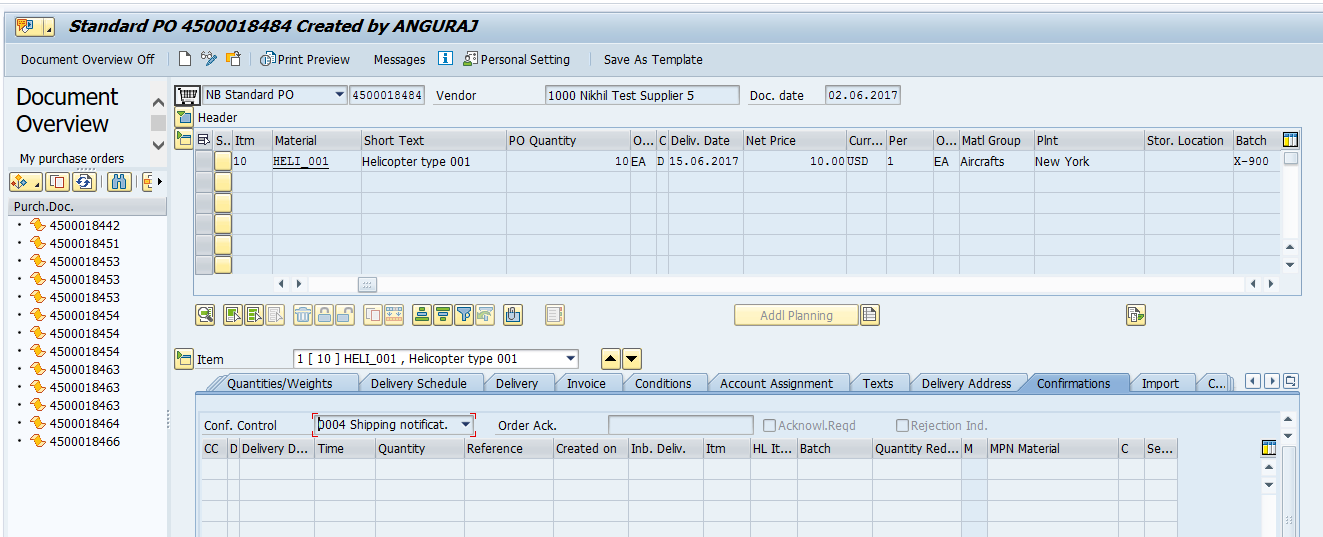 Standard PO 4500018484 Created by ANGURAJ
Document Overview Off Print Preview Messages Personal Setting Save As Template
Document Overview
My purchase orders
Purch.Doc.
4500018442
4500018451
4500018453
4500018453
4500018453
4500018454
4500018454
4500018454
4500018463
4500018463
4500018463
4500018464
4500018466
NB Standard PO 4500018484 Vendor 1000 Nikhil Test Supplier 5 Doc. date 02.06.2017
Header
S.. Itm Material Short Text PO Quantity O... C Deliv. Date Net Price Curr... Per O... Matl Group Plnt Stor. Location Batch
10 HELI_001 Helicopter type 001 10 EA D 15.06.2017 10.00 USD 1 EA Aircrafts New York X-900
Addl Planning
Item 1 [ 10 ] HELI_001 , Helicopter type 001
Quantities/Weights Delivery Schedule Delivery Invoice Conditions Account Assignment Texts Delivery Address Confirmations Import C...
Conf. Control 0004 Shipping notificat. Order Ack. Acknowl.Reqd Rejection Ind.
CC D Delivery D... Time Quantity Reference Created on Inb. Deliv. Itm HL It... Batch Quantity Red... M MPN Material C Se...